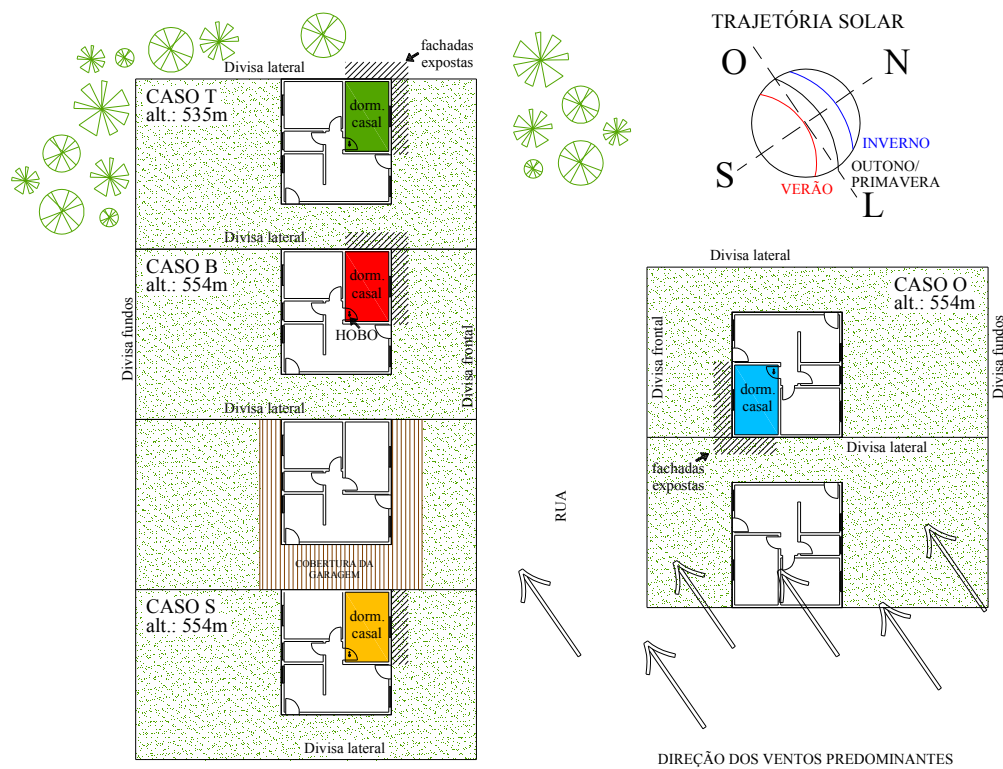 TRAJETÓRIA SOLAR
O
N
S
L
INVERNO
OUTONO/
PRIMAVERA
VERÃO
fachadas
expostas
Divisa lateral
CASO T
alt.: 535m
dorm.
casal
Divisa lateral
CASO B
alt.: 554m
dorm.
casal
HOBO
Divisa fundos
Divisa frontal
Divisa lateral
COBERTURA DA
GARAGEM
CASO S
alt.: 554m
dorm.
casal
Divisa lateral
RUA
Divisa lateral
CASO O
alt.: 554m
Divisa frontal
Divisa fundos
dorm.
casal
Divisa lateral
fachadas
expostas
DIREÇÃO DOS VENTOS PREDOMINANTES